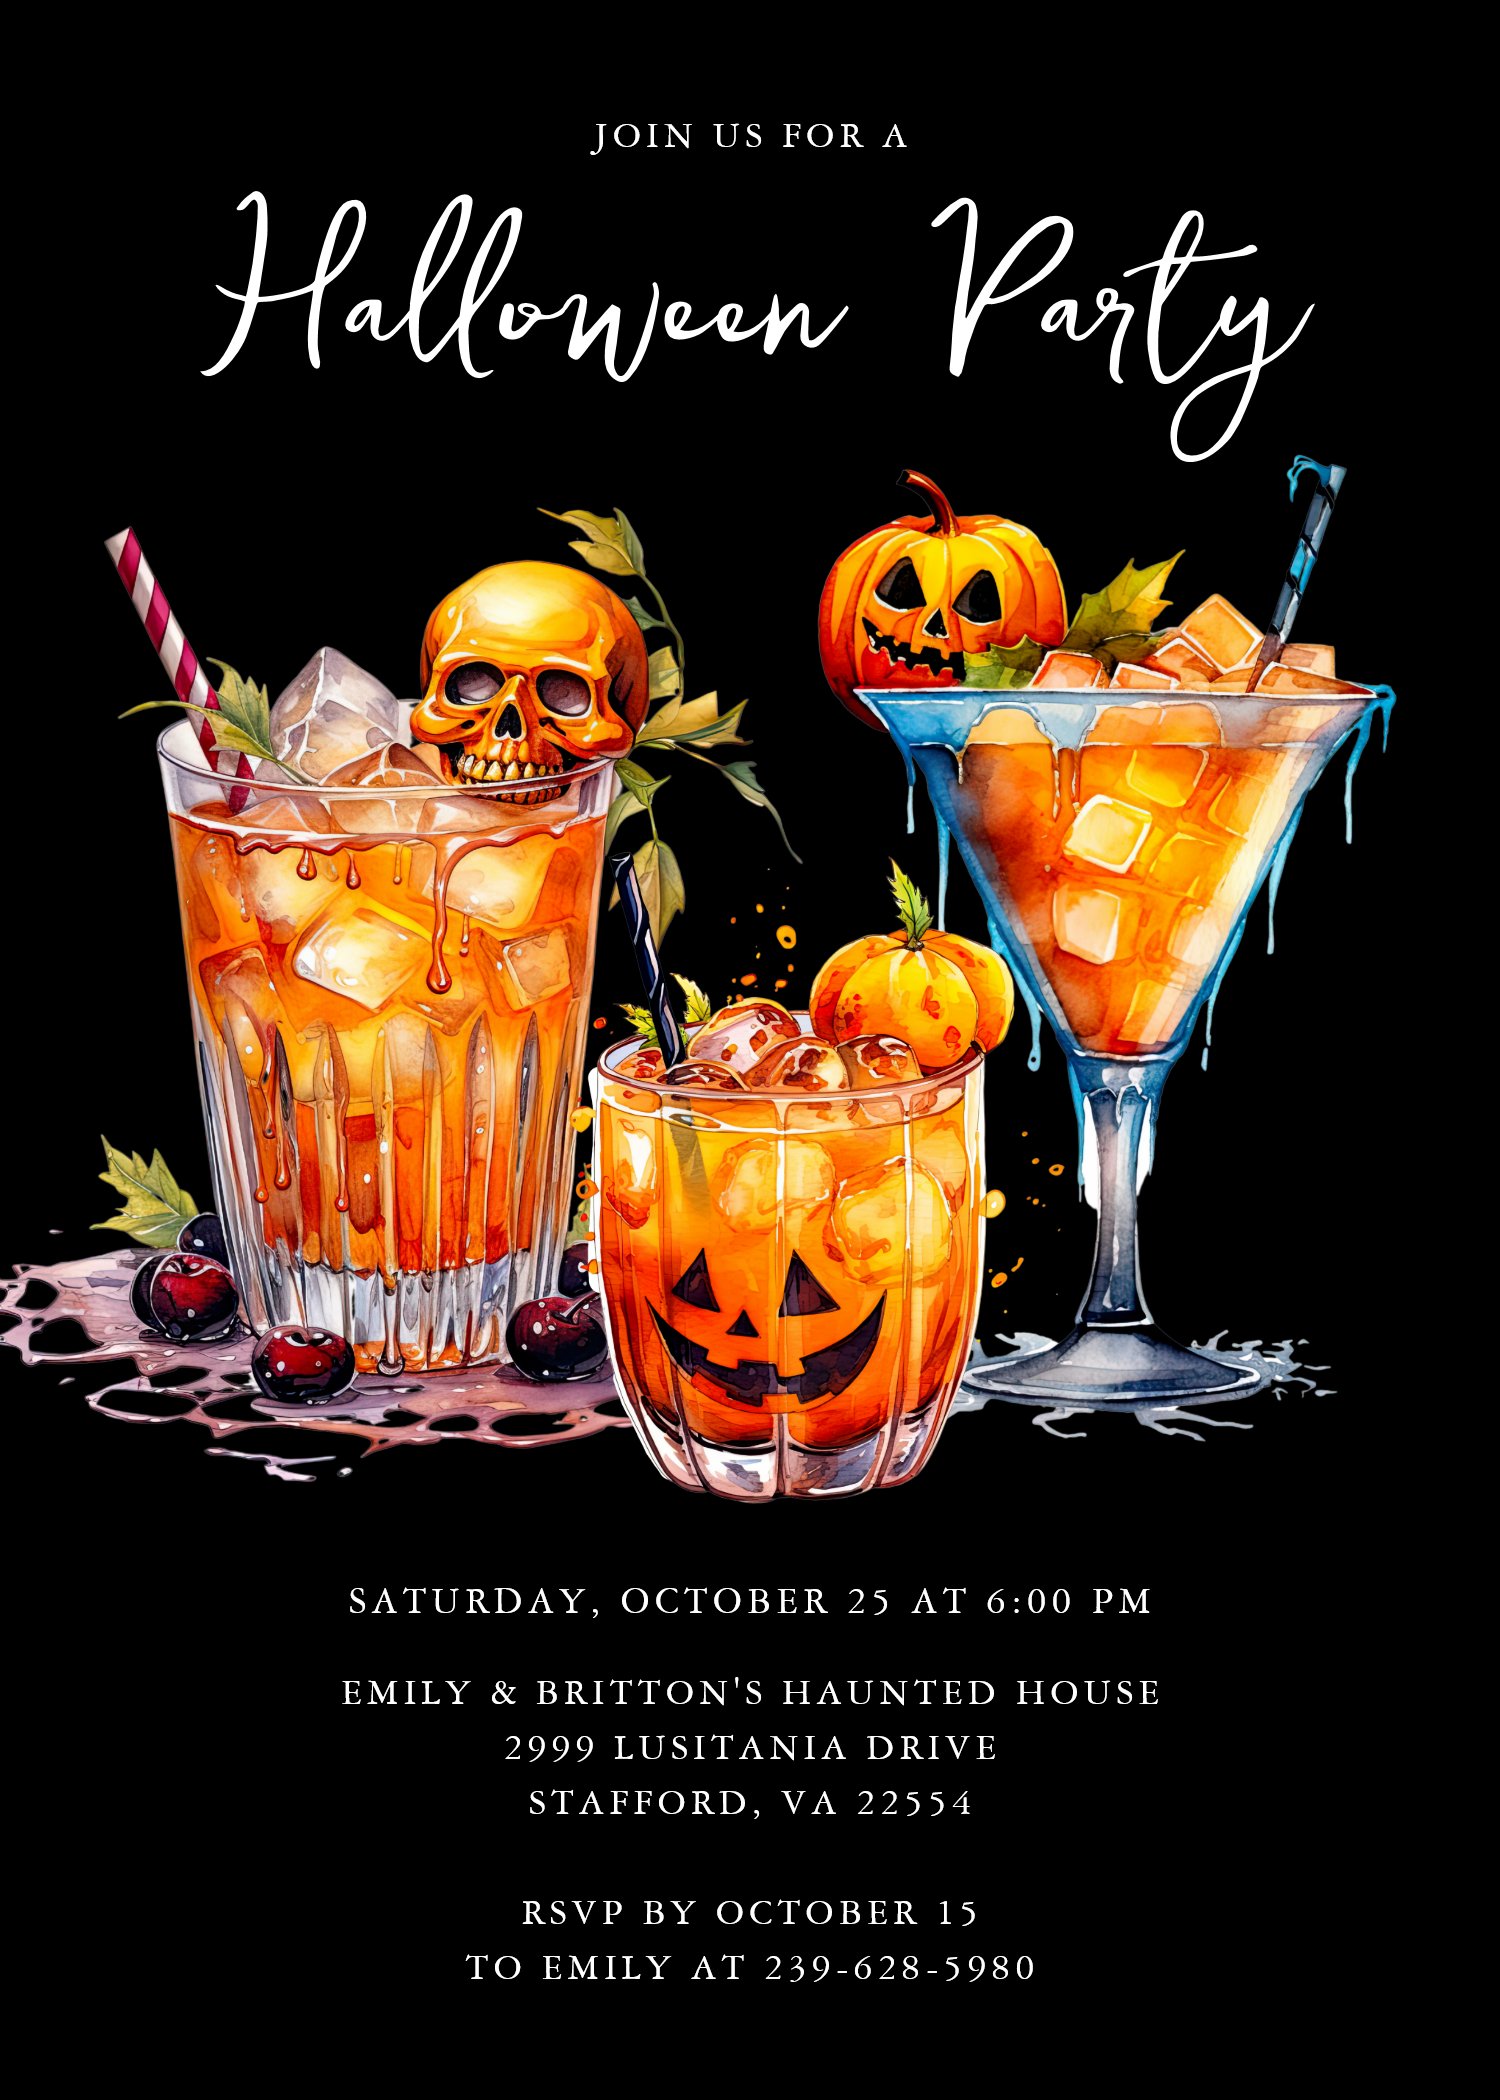 JOIN US FOR A
Halloween Party
SATURDAY, OCTOBER 25 AT 6:00 PM
EMILY & BRITTON'S HAUNTED HOUSE
2999 LUSITANIA DRIVE
STAFFORD, VA 22554
RSVP BY OCTOBER 15
TO EMILY AT 239-628-5980